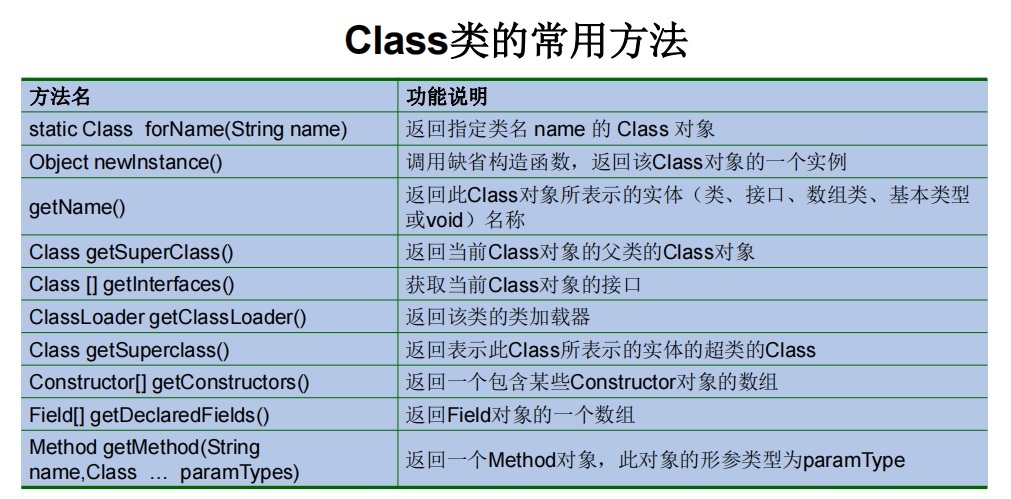 Class类的常用方法
方法名
功能说明
static Class forName(String name)
返回指定类名 name 的 Class 对象
Object newInstance()
调用缺省构造函数，返回该Class对象的一个实例
getName()
返回此Class对象所表示的实体（类、接口、数组类、基本类型
或void）名称
Class getSuperClass()
返回当前Class对象的父类的Class对象
Class [] getInterfaces()
获取当前Class对象的接口
ClassLoader getClassLoader()
返回该类的类加载器
Class getSuperclass()
返回表示此Class所表示的实体的超类的Class
Constructor[] getConstructors()
返回一个包含某些Constructor对象的数组
Field[] getDeclaredFields()
返回Field对象的一个数组
Method getMethod(String
name,Class … paramTypes)
返回一个Method对象，此对象的形参类型为paramType